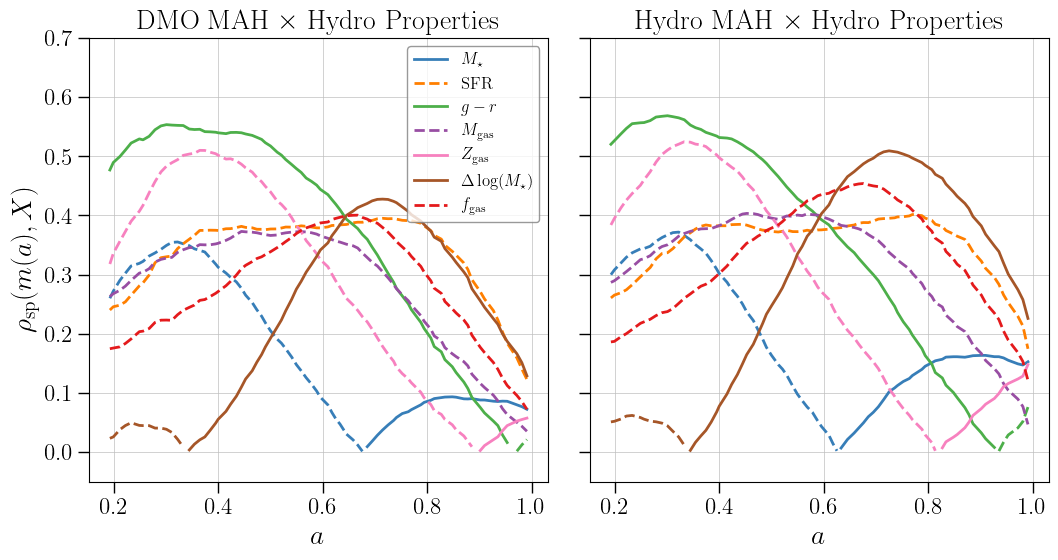 DMO MAH × Hydro Properties
Hydro MAH × Hydro Properties
0.7
0.6
0.5
0.4
0.3
0.2
0.1
0.0
ρsp(m(a), X)
M⋆
SFR
g − r
Mgas
Zgas
Δ log(M⋆)
fgas
0.2 0.4 0.6 0.8 1.0
0.2 0.4 0.6 0.8 1.0
a
a